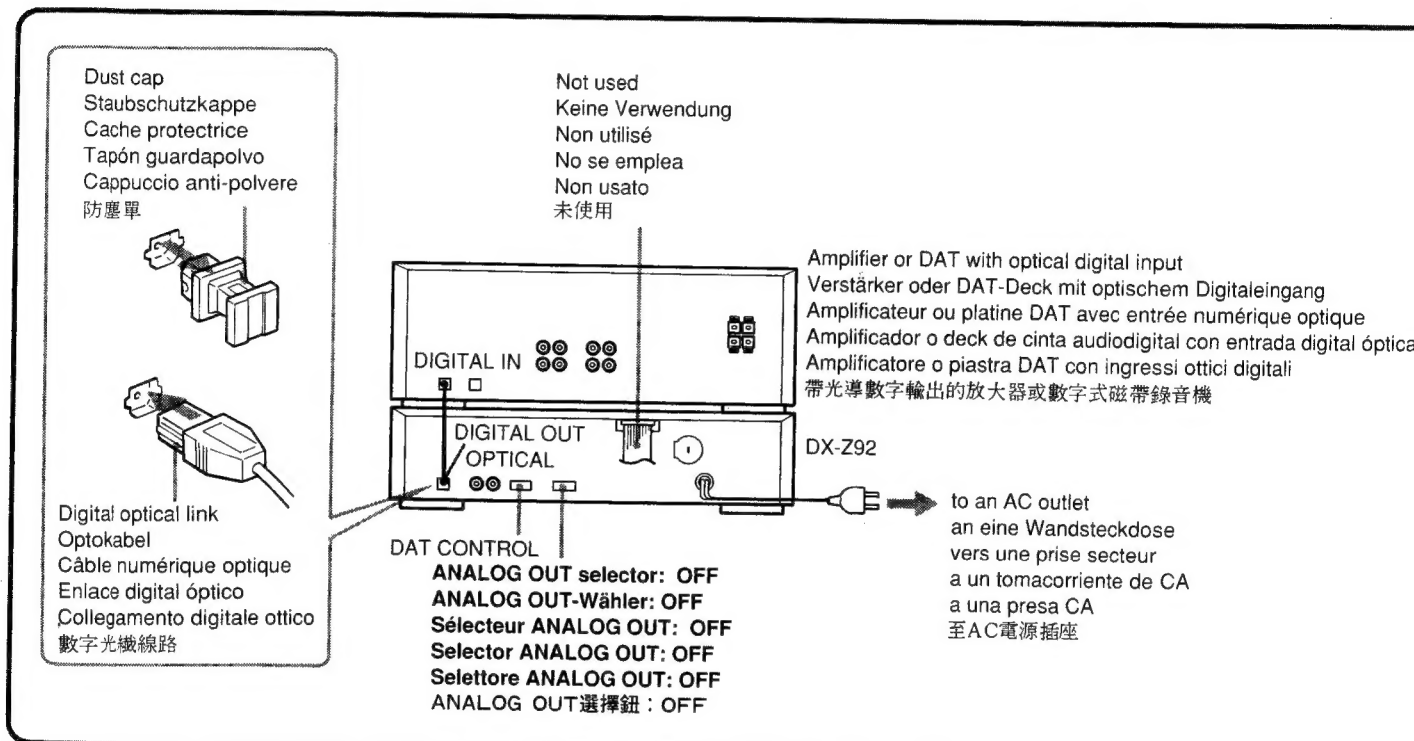 Dust cap
Staubschutzkappe
Cache protectrice
Tapón guardapolvo
Cappuccio anti-polvere
防塵單
Digital optical link
Optokabel
Câble numérique optique
Enlace digital óptico
Collegamento digitale ottico
數字光纖線路
Not used
Keine Verwendung
Non utilisé
No se emplea
Non usato
未使用
Amplifier or DAT with optical digital input
Verstärker oder DAT-Deck mit optischem Digitaleingang
Amplificateur ou platine DAT avec entrée numérique optique
Amplificador o deck de cinta audiodigital con entrada digital óptica
Amplificatore o piastra DAT con ingressi ottici digitali
帶光導數字輸出的放大器或數字式磁帶錄音機
DIGITAL IN
DIGITAL OUT
OPTICAL
DX-Z92
DAT CONTROL
ANALOG OUT selector: OFF
ANALOG OUT-Wähler: OFF
Sélecteur ANALOG OUT: OFF
Selector ANALOG OUT: OFF
Selettore ANALOG OUT: OFF
ANALOG OUT選擇鈕：OFF
to an AC outlet
an eine Wandsteckdose
vers une prise secteur
a un tomacorriente de CA
a una presa CA
至AC電源插座